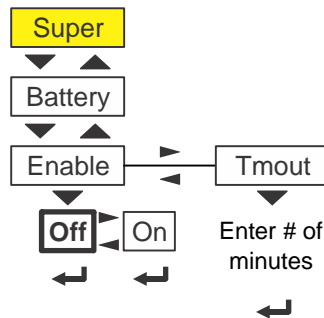 Super
Battery
Enable
Tmout
Off
On
Enter # of
minutes